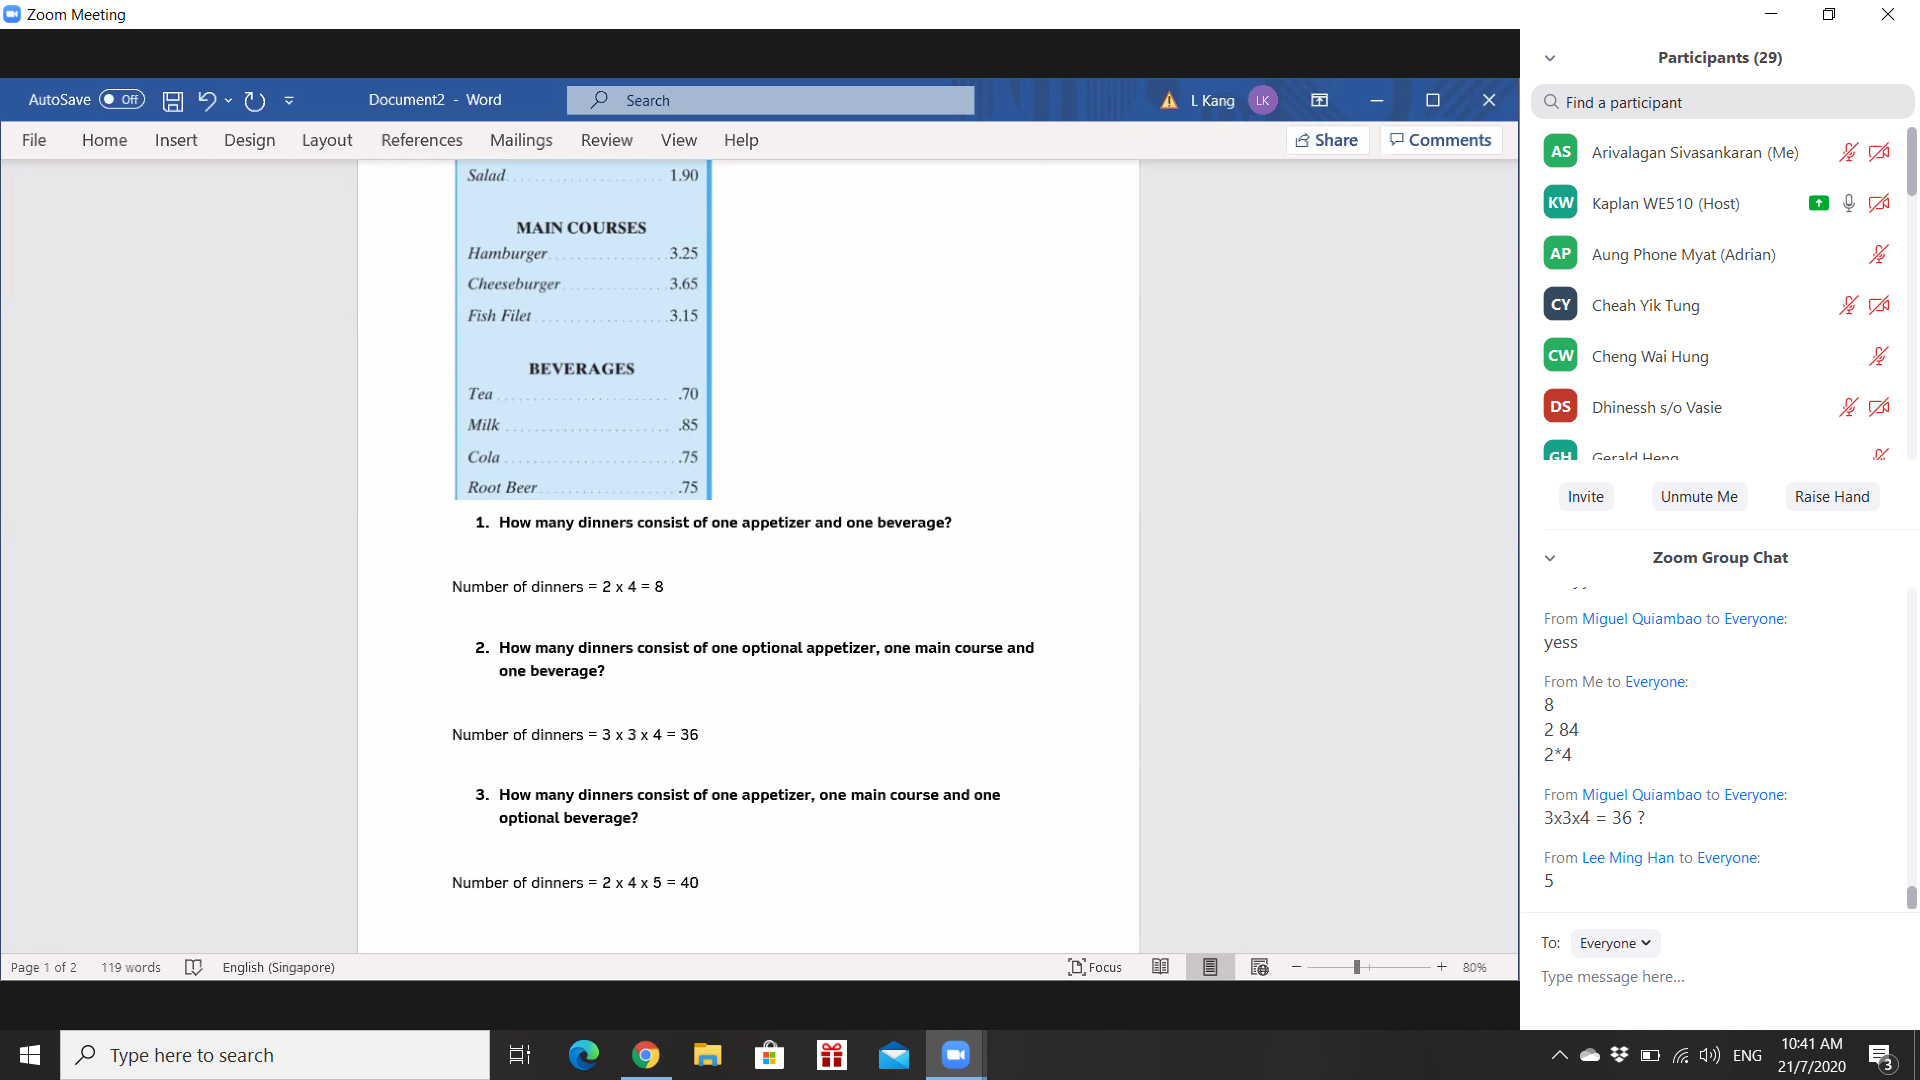 Zoom Meeting
AutoSave Off
Document2 - Word
Search
L Kang LK
File Home Insert Design Layout References Mailings Review View Help
Share Comments
Salad 1.90
MAIN COURSES
Hamburger 3.25
Cheeseburger 3.65
Fish Filet 3.15
BEVERAGES
Tea .70
Milk .85
Cola .75
Root Beer .75
1. How many dinners consist of one appetizer and one beverage?
Number of dinners = 2 x 4 = 8
2. How many dinners consist of one optional appetizer, one main course and
one beverage?
Number of dinners = 3 x 3 x 4 = 36
3. How many dinners consist of one appetizer, one main course and one
optional beverage?
Number of dinners = 2 x 4 x 5 = 40
Page 1 of 2 119 words English (Singapore)
Focus 80%
Participants (29)
Find a participant
AS Arivalagan Sivasankaran (Me)
KW Kaplan WE510 (Host)
AP Aung Phone Myat (Adrian)
CY Cheah Yik Tung
CW Cheng Wai Hung
DS Dhinessh s/o Vasie
GH Gerald Heng
Invite Unmute Me Raise Hand
Zoom Group Chat
From Miguel Quiambao to Everyone:
yess
From Me to Everyone:
8
2 84
2*4
From Miguel Quiambao to Everyone:
3x3x4 = 36 ?
From Lee Ming Han to Everyone:
5
To: Everyone
Type message here...
Type here to search
ENG
10:41 AM
21/7/2020
3